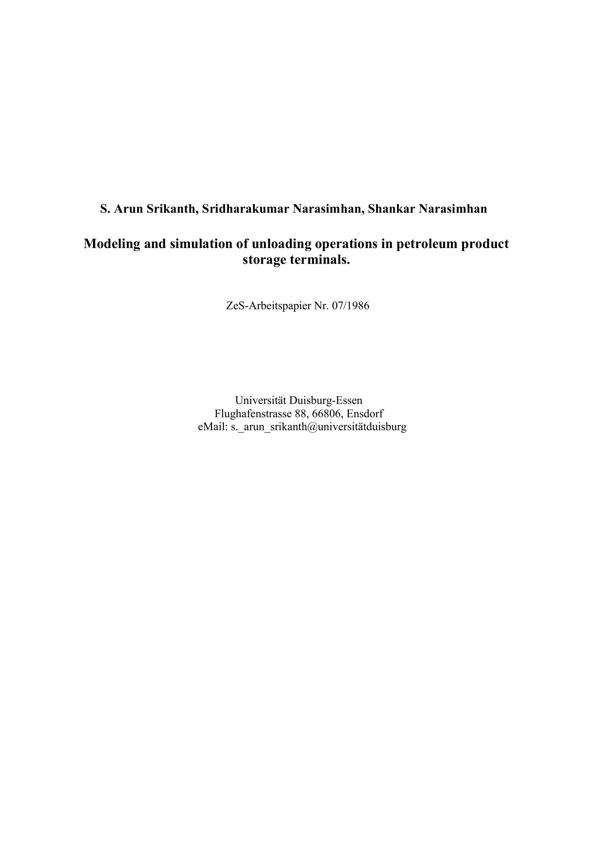 S. Arun Srikanth, Sridharakumar Narasimhan, Shankar Narasimhan
Modeling and simulation of unloading operations in petroleum product
storage terminals.
ZeS-Arbeitspapier Nr. 07/1986
Universität Duisburg-Essen
Flughafenstrasse 88, 66806, Ensdorf
eMail: s._arun_srikanth@universitätduisburg